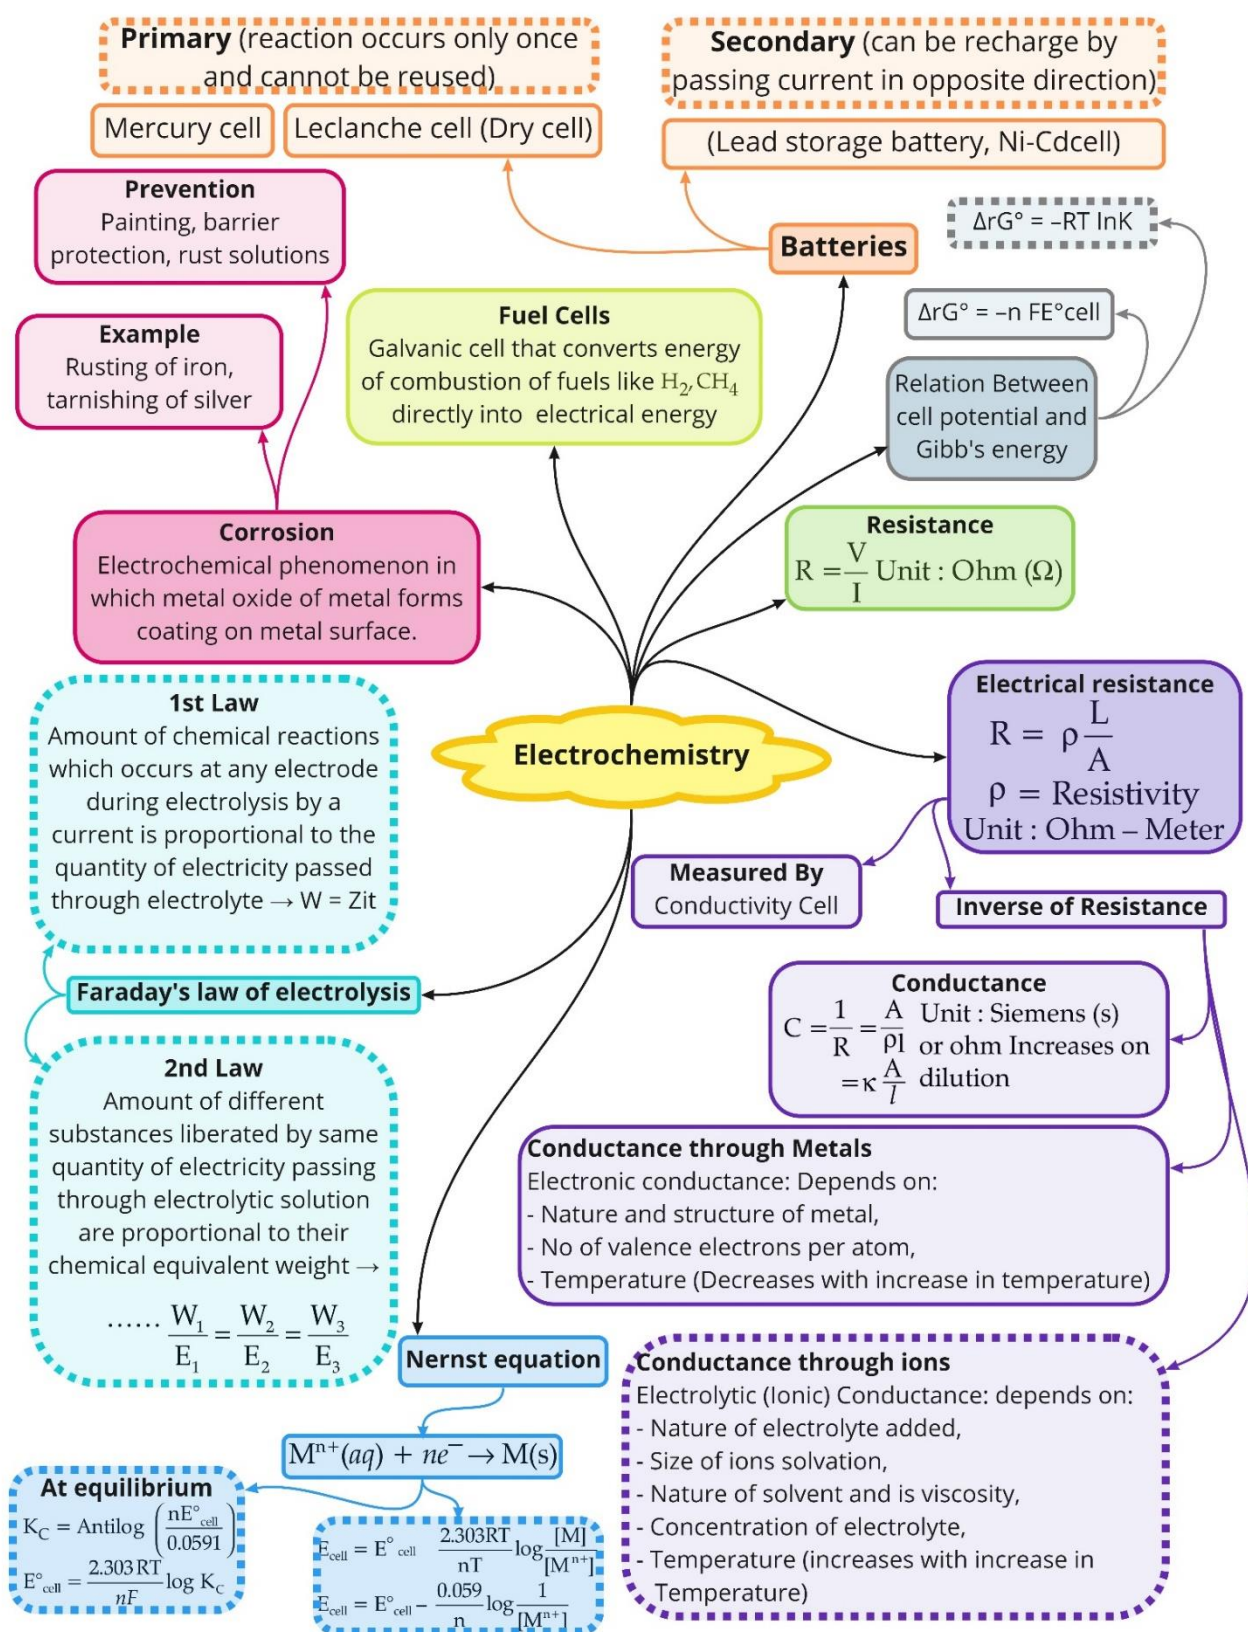 Primary (reaction occurs only once
and cannot be reused)
Mercury cell
Leclanche cell (Dry cell)
Secondary (can be recharge by
passing current in opposite direction)
(Lead storage battery, Ni-Cdcell)
Batteries
Prevention
Painting, barrier
protection, rust solutions
Example
Rusting of iron,
tarnishing of silver
Corrosion
Electrochemical phenomenon in
which metal oxide of metal forms
coating on metal surface.
Fuel Cells
Galvanic cell that converts energy
of combustion of fuels like H₂, CH₄
directly into electrical energy
ΔrG° = –RT lnK
ΔrG° = –n FE°cell
Relation Between
cell potential and
Gibb's energy
Resistance
R = V/I Unit : Ohm (Ω)
Electrochemistry
Electrical resistance
R = ρ L/A
ρ = Resistivity
Unit : Ohm – Meter
Measured By
Conductivity Cell
Inverse of Resistance
Conductance
C = 1/R = A/ρl Unit : Siemens (s)
or ohm Increases on
= κ A/l dilution
Conductance through Metals
Electronic conductance: Depends on:
- Nature and structure of metal,
- No of valence electrons per atom,
- Temperature (Decreases with increase in temperature)
Conductance through ions
Electrolytic (Ionic) Conductance: depends on:
- Nature of electrolyte added,
- Size of ions solvation,
- Nature of solvent and is viscosity,
- Concentration of electrolyte,
- Temperature (increases with increase in
Temperature)
1st Law
Amount of chemical reactions
which occurs at any electrode
during electrolysis by a
current is proportional to the
quantity of electricity passed
through electrolyte → W = Zit
Faraday's law of electrolysis
2nd Law
Amount of different
substances liberated by same
quantity of electricity passing
through electrolytic solution
are proportional to their
chemical equivalent weight →
...... W₁/E₁ = W₂/E₂ = W₃/E₃
Nernst equation
Mⁿ⁺(aq) + ne⁻ → M(s)
At equilibrium
K_C = Antilog (nE°cell/0.0591)
E°cell = 2.303 RT/nF log K_C
E_cell = E°cell 2.303RT/nT log [M]/[Mⁿ⁺]
E_cell = E°cell – 0.059/n log 1/[Mⁿ⁺]